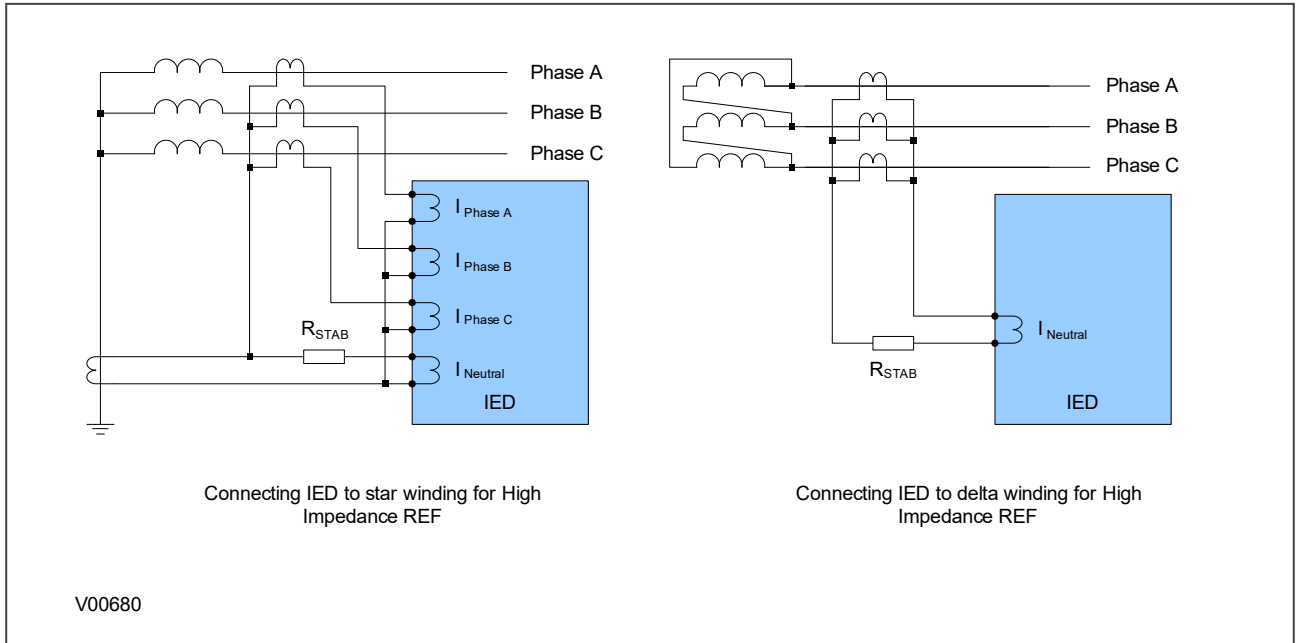 Phase A
Phase B
Phase C
I Phase A
I Phase B
I Phase C
RSTAB
I Neutral
IED
Connecting IED to star winding for High
Impedance REF
Phase A
Phase B
Phase C
I Neutral
RSTAB
IED
Connecting IED to delta winding for High
Impedance REF
V00680